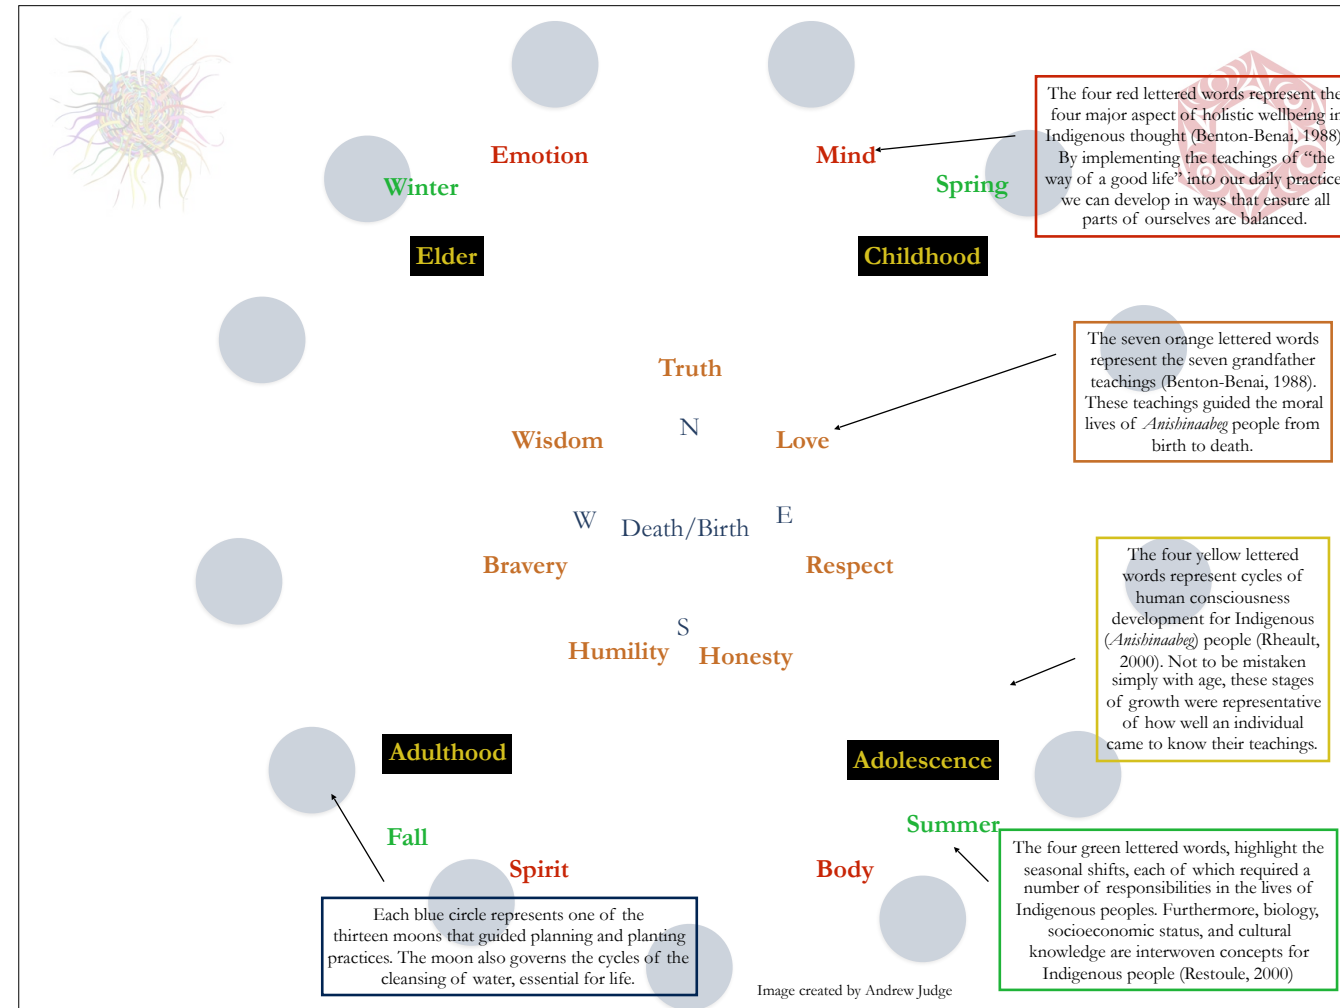 Emotion
Mind
Winter
Spring
Elder
Childhood
The four red lettered words represent the
four major aspect of holistic wellbeing in
Indigenous thought (Benton-Benai, 1988)
By implementing the teachings of “the
way of a good life” into our daily practice
we can develop in ways that ensure all
parts of ourselves are balanced.
Truth
Wisdom
N
Love
The seven orange lettered words
represent the seven grandfather
teachings (Benton-Benai, 1988).
These teachings guided the moral
lives of Anishinaabeg people from
birth to death.
W
Death/Birth
E
Bravery
Respect
S
Humility
Honesty
The four yellow lettered
words represent cycles of
human consciousness
development for Indigenous
(Anishinaabeg) people (Rheault,
2000). Not to be mistaken
simply with age, these stages
of growth were representative
of how well an individual
came to know their teachings.
Adulthood
Adolescence
Fall
Summer
Spirit
Body
The four green lettered words, highlight the
seasonal shifts, each of which required a
number of responsibilities in the lives of
Indigenous peoples. Furthermore, biology,
socioeconomic status, and cultural
knowledge are interwoven concepts for
Indigenous people (Restoule, 2000)
Each blue circle represents one of the
thirteen moons that guided planning and planting
practices. The moon also governs the cycles of the
cleansing of water, essential for life.
Image created by Andrew Judge